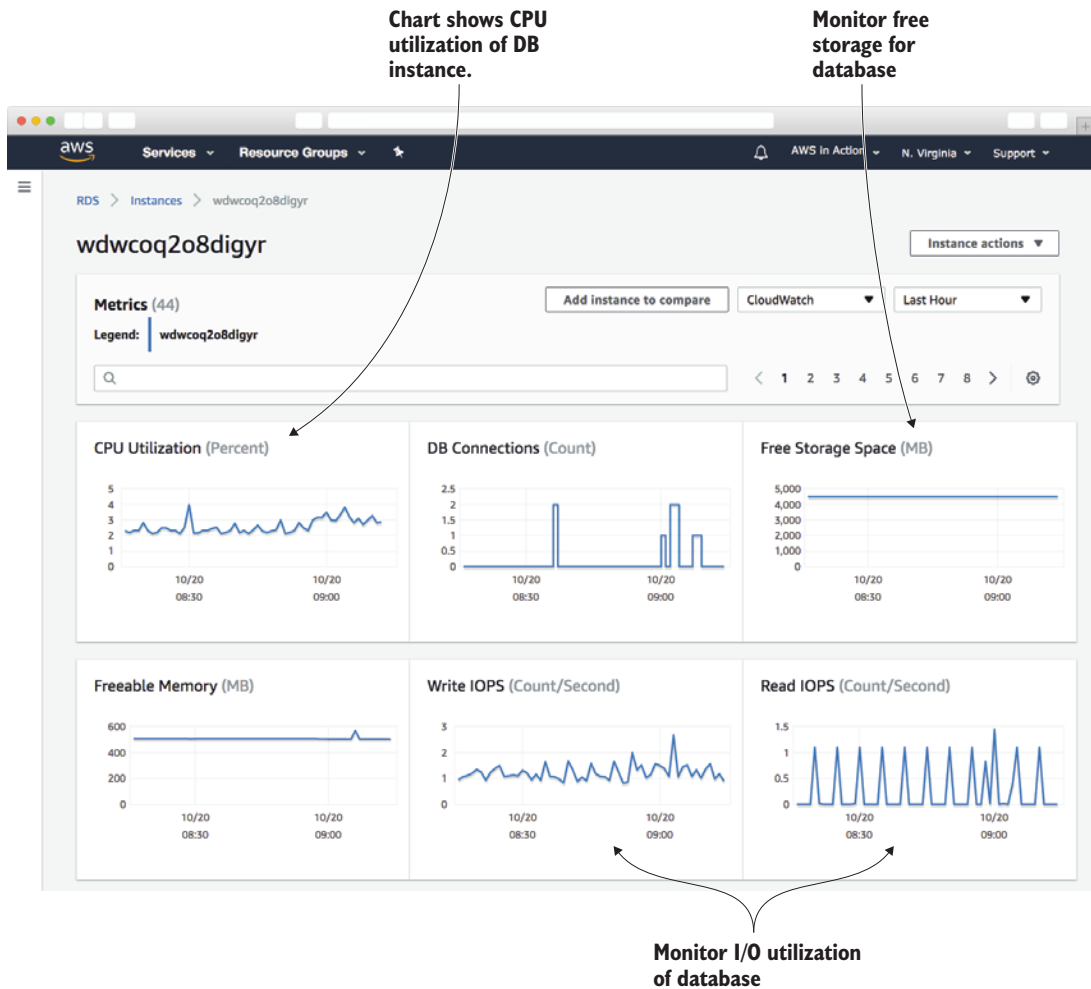 Chart shows CPU
utilization of DB
instance.
Monitor free
storage for
database
aws
Services
Resource Groups
AWS in Action
N. Virginia
Support
RDS > Instances > wdwcoq2o8digyr
wdwcoq2o8digyr
Instance actions
Metrics (44)
Add instance to compare
CloudWatch
Last Hour
Legend: wdwcoq2o8digyr
< 1 2 3 4 5 6 7 8 >
CPU Utilization (Percent)
5
4
3
2
1
0
10/20
08:30
10/20
09:00
DB Connections (Count)
2.5
2
1.5
1
0.5
0
10/20
08:30
10/20
09:00
Free Storage Space (MB)
5,000
4,000
3,000
2,000
1,000
0
10/20
08:30
10/20
09:00
Freeable Memory (MB)
600
400
200
0
10/20
08:30
10/20
09:00
Write IOPS (Count/Second)
3
2
1
0
10/20
08:30
10/20
09:00
Read IOPS (Count/Second)
1.5
1
0.5
0
10/20
08:30
10/20
09:00
Monitor I/O utilization
of database